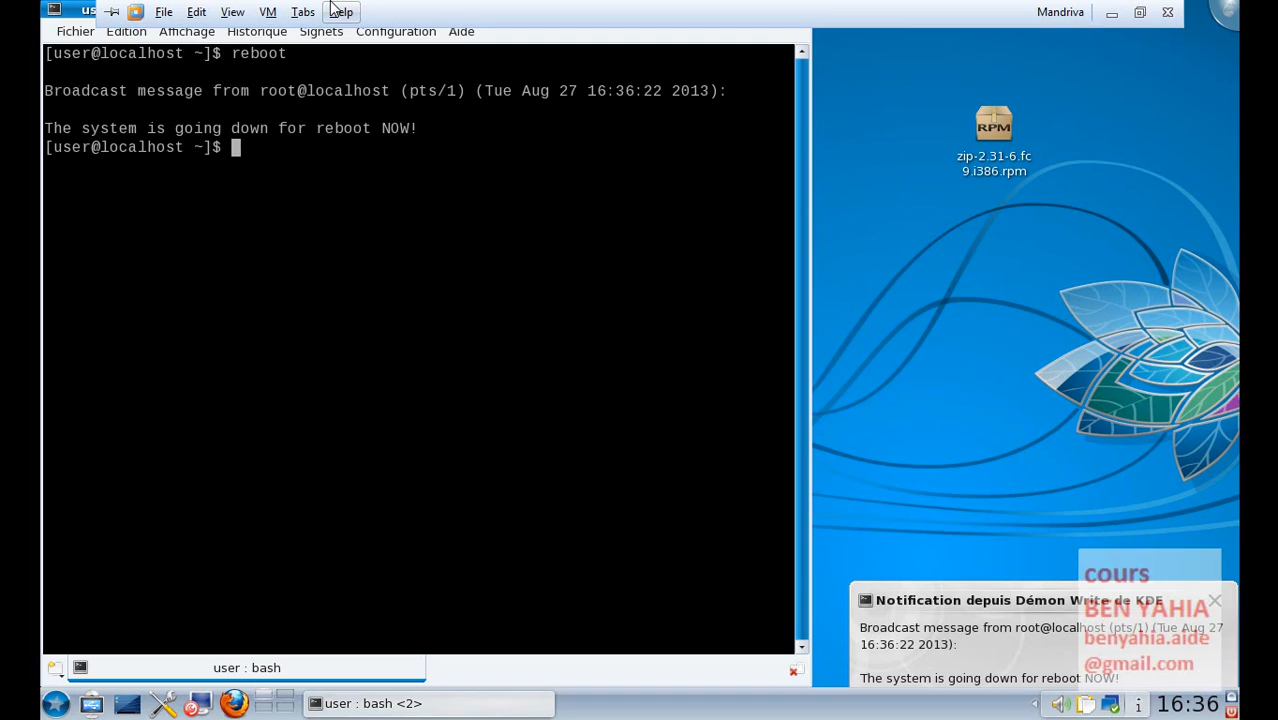 File Edit View VM Tabs Help Mandriva
Fichier Édition Affichage Historique Signets Configuration Aide
[user@localhost ~]$ reboot
Broadcast message from root@localhost (pts/1) (Tue Aug 27 16:36:22 2013):
The system is going down for reboot NOW!
[user@localhost ~]$
RPM
zip-2.31-6.fc
9.i386.rpm
cours
BEN YAHIA
benyahia.aide
@gmail.com
Notification depuis Démon Write de KDE
Broadcast message from root@localhost (pts/1) (Tue Aug 27
16:36:22 2013):
The system is going down for reboot NOW!
user : bash
user : bash <2>
16:36